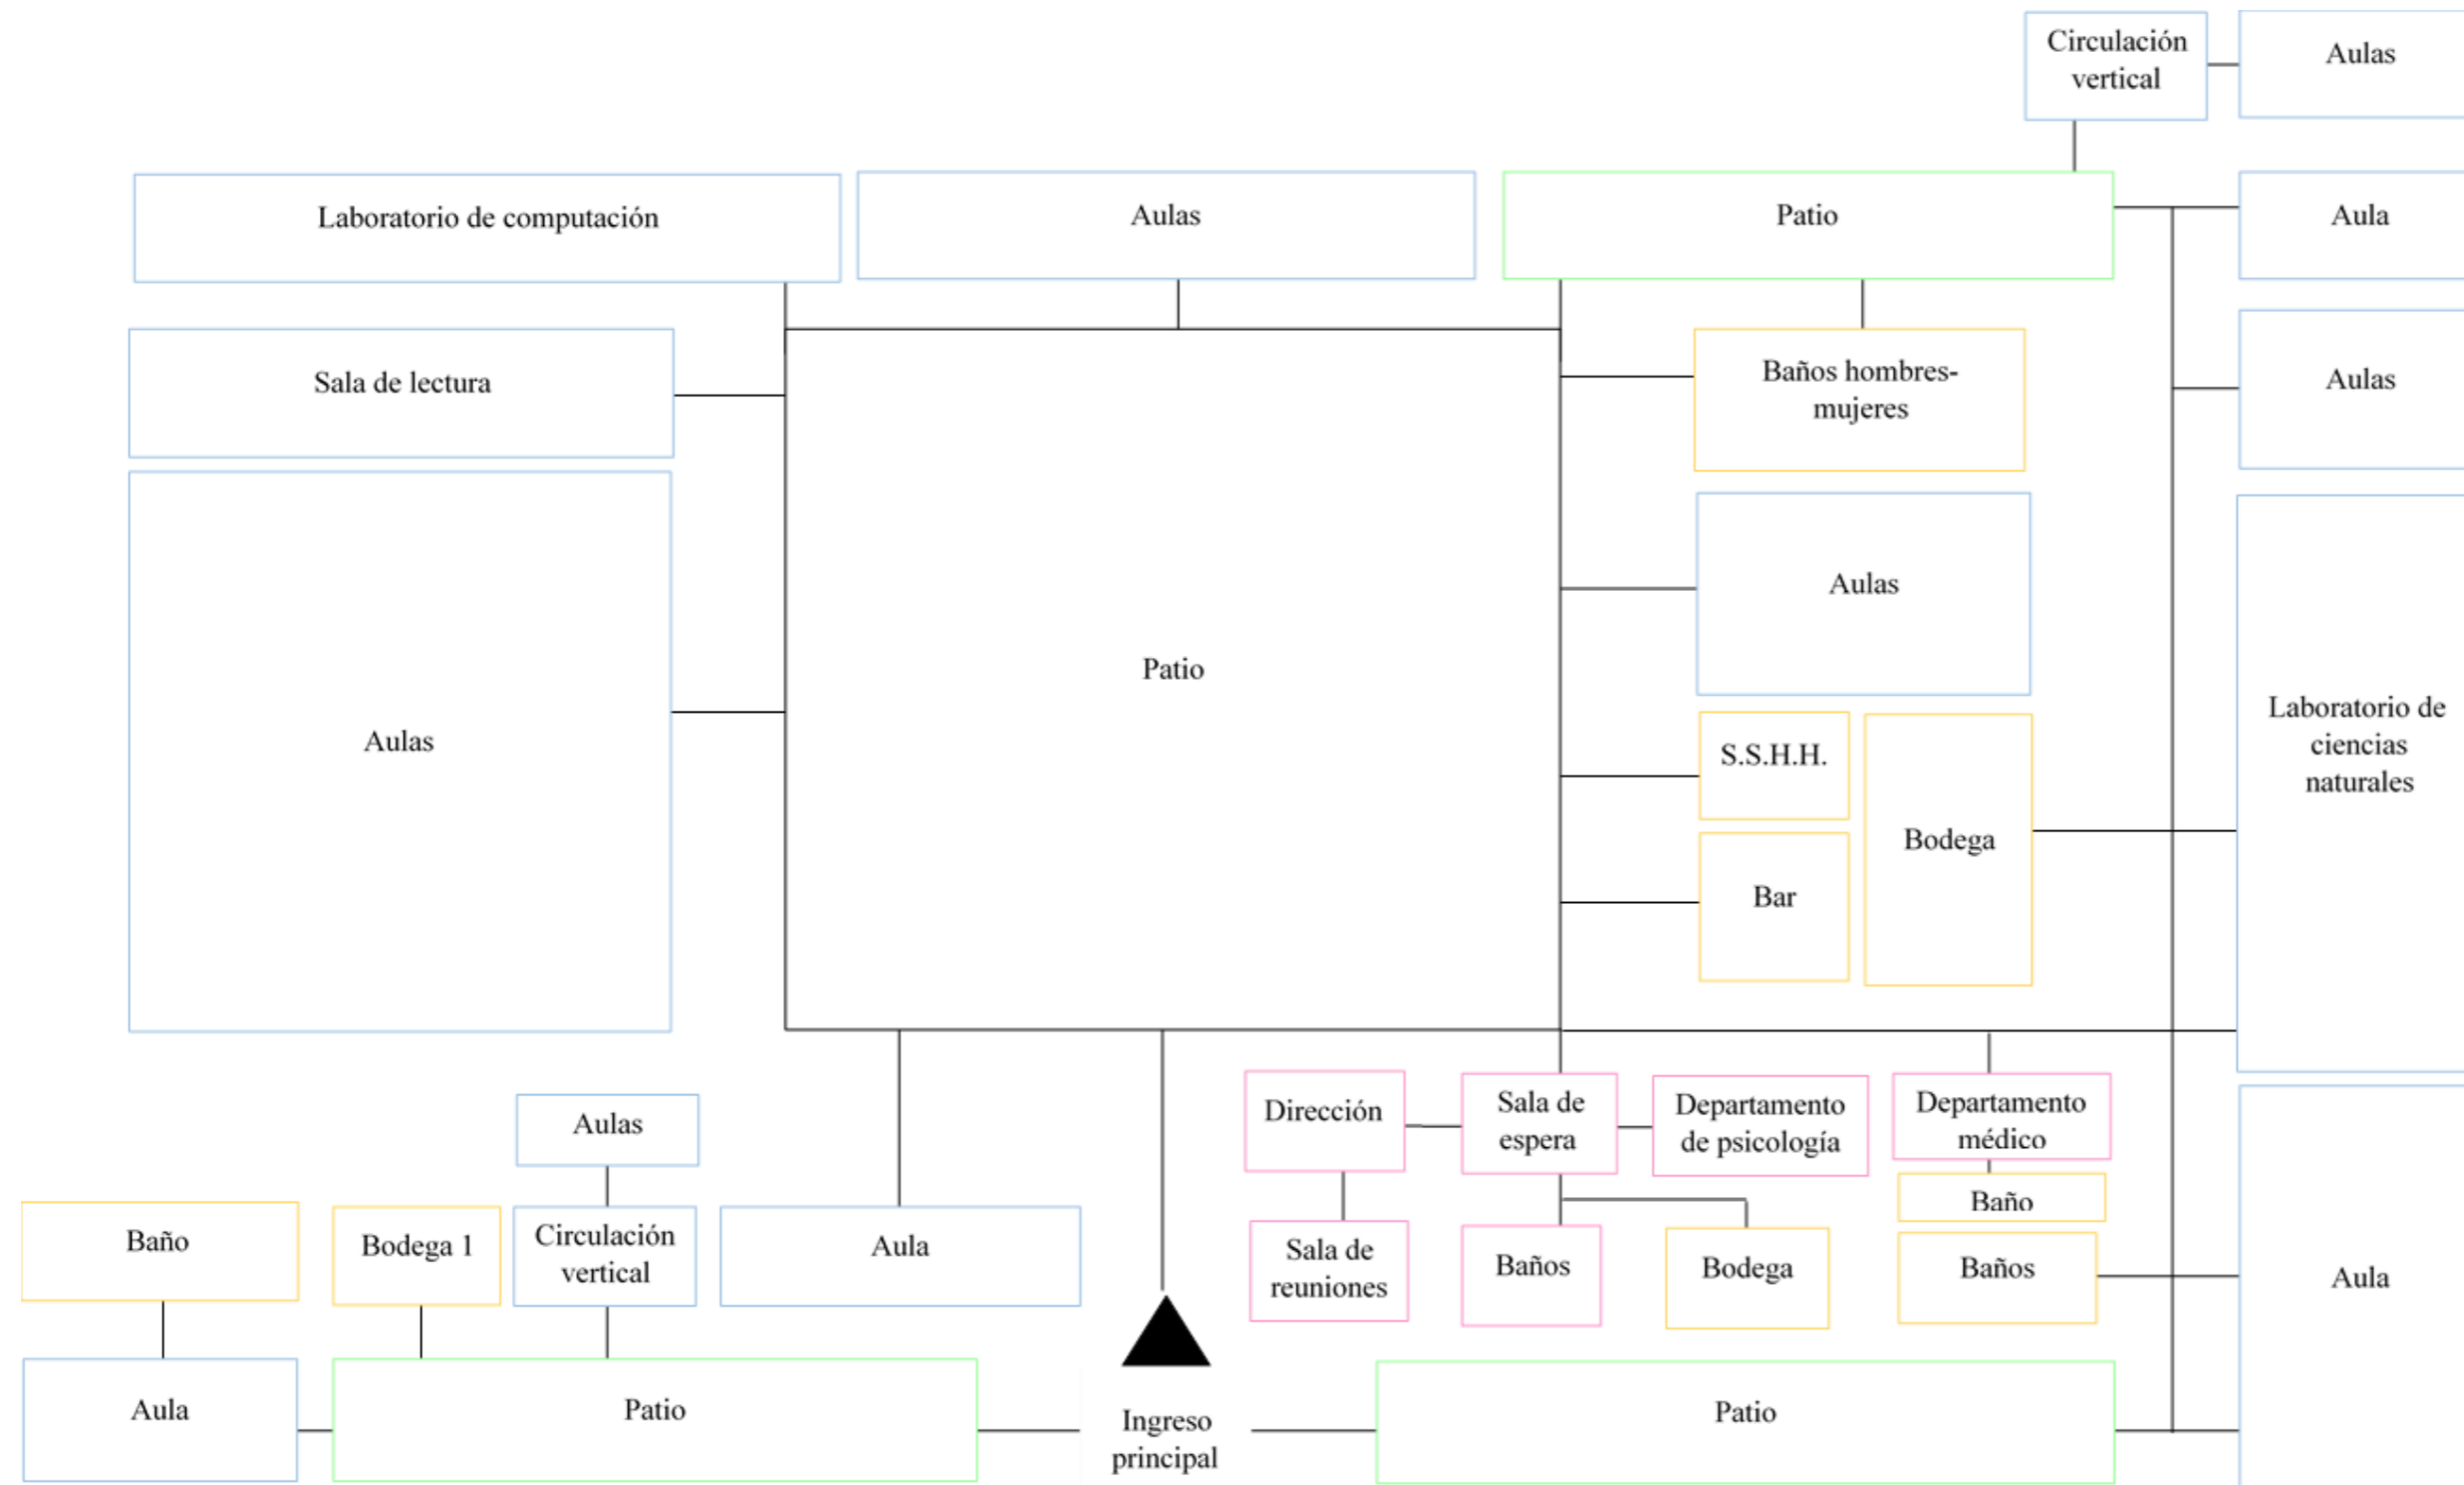 Circulación
vertical
Aulas
Laboratorio de computación
Aulas
Patio
Aula
Sala de lectura
Baños hombres-
mujeres
Aulas
Aulas
Patio
Aulas
S.S.H.H.
Bar
Bodega
Laboratorio de
ciencias
naturales
Dirección
Sala de
espera
Departamento
de psicología
Departamento
médico
Aulas
Baño
Baño
Bodega 1
Circulación
vertical
Aula
Sala de
reuniones
Baños
Bodega
Baños
Aula
Aula
Patio
Ingreso
principal
Patio